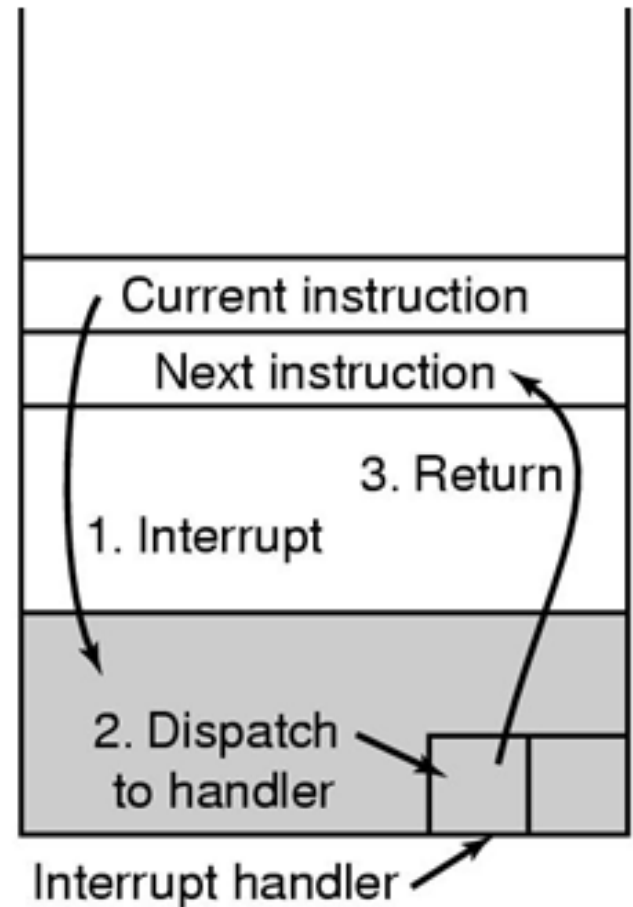 Current instruction
Next instruction
3. Return
1. Interrupt
2. Dispatch
to handler
Interrupt handler